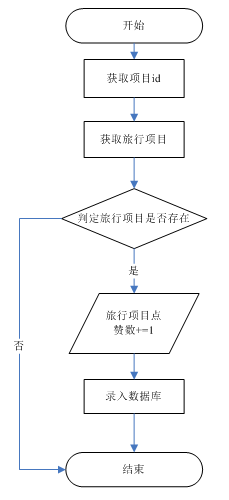 开始
获取项目id
获取旅行项目
判定旅行项目是否存在
是
旅行项目点
赞数+=1
否
录入数据库
结束